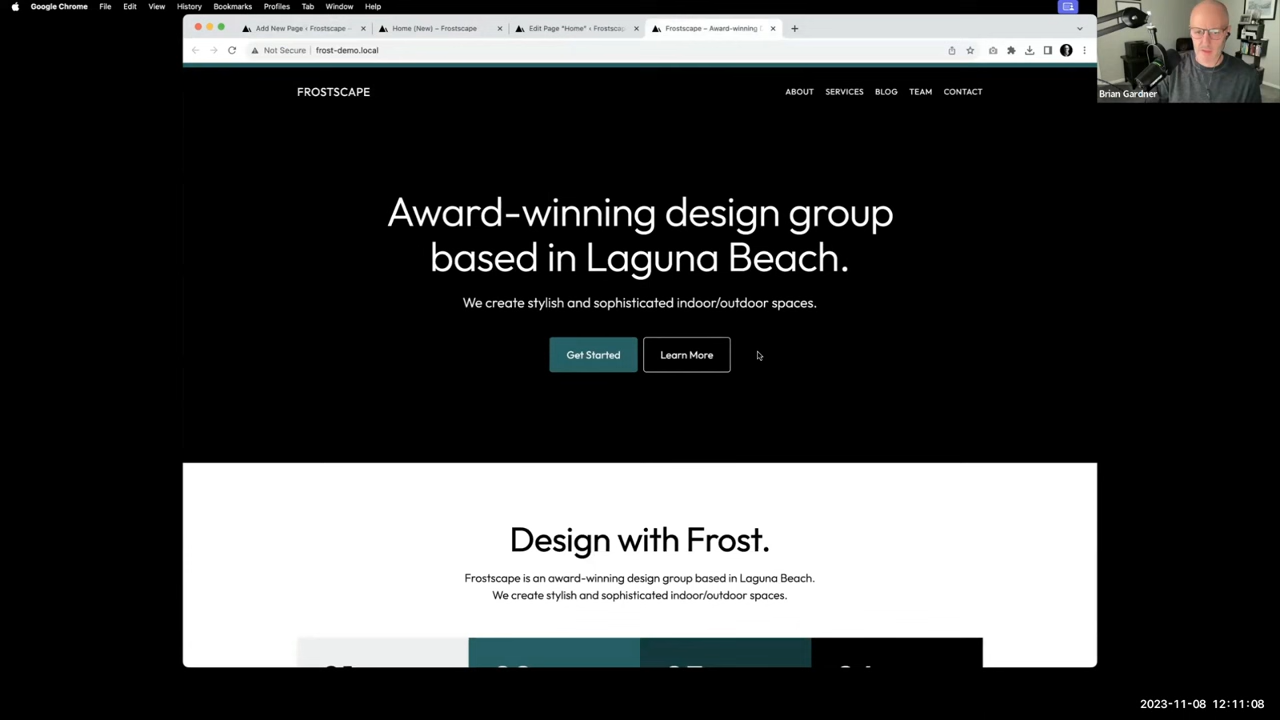 Google Chrome File Edit View History Bookmarks Profiles Tab Window Help
Add New Page ‹ Frostscape –
Home (New) – Frostscape
Edit Page "Home" ‹ Frostscap
Frostscape – Award-winning
Not Secure frost-demo.local
Brian Gardner
FROSTSCAPE
ABOUT SERVICES BLOG TEAM CONTACT
Award-winning design group
based in Laguna Beach.
We create stylish and sophisticated indoor/outdoor spaces.
Get Started Learn More
Design with Frost.
Frostscape is an award-winning design group based in Laguna Beach.
We create stylish and sophisticated indoor/outdoor spaces.
2023-11-08 12:11:08